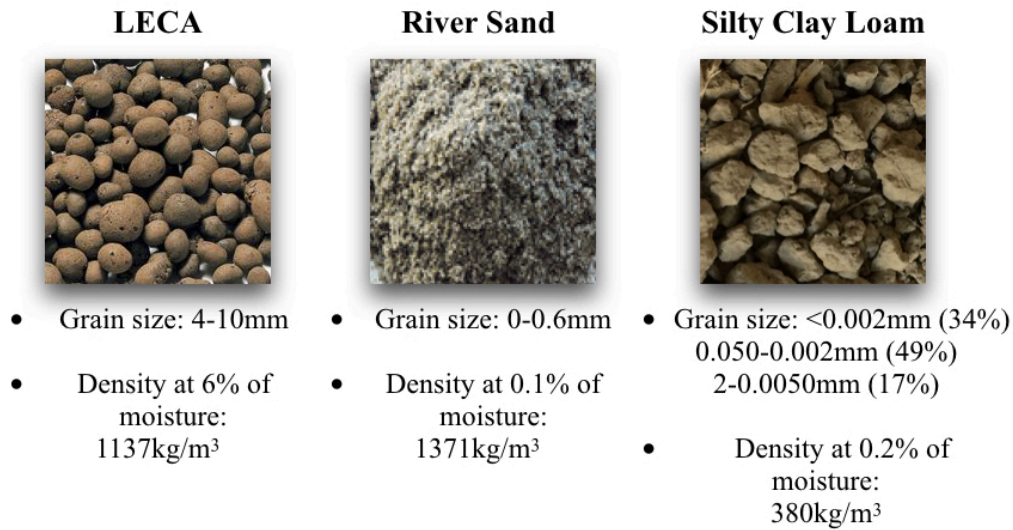 LECA
• Grain size: 4-10mm
• Density at 6% of
moisture:
1137kg/m³
River Sand
• Grain size: 0-0.6mm
• Density at 0.1% of
moisture:
1371kg/m³
Silty Clay Loam
• Grain size: <0.002mm (34%)
0.050-0.002mm (49%)
2-0.0050mm (17%)
• Density at 0.2% of
moisture:
380kg/m³